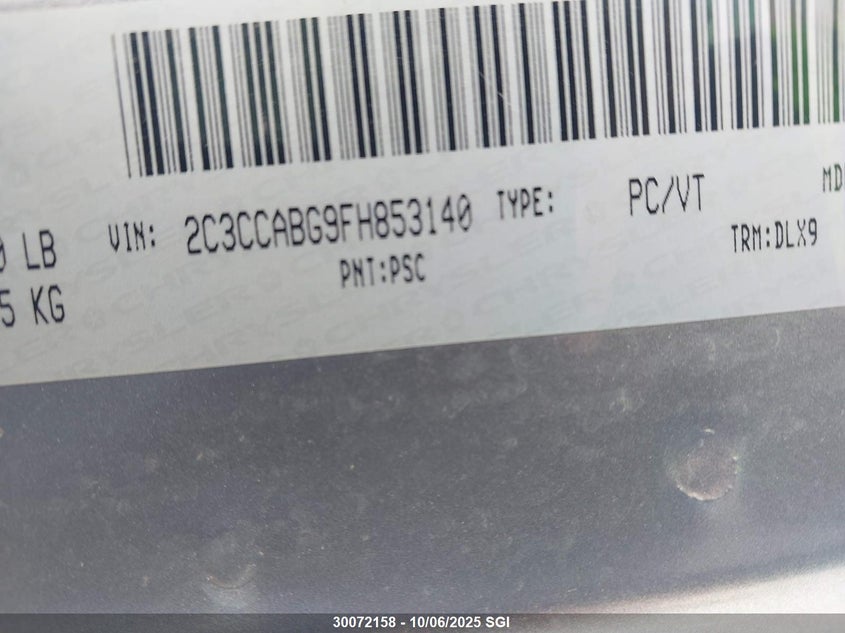 0 LB
5 KG
VIN: 2C3CCABG9FH853140 TYPE: PC/VT
PNT:PSC
TRM:DLX9
30072158 - 10/06/2025 SGI